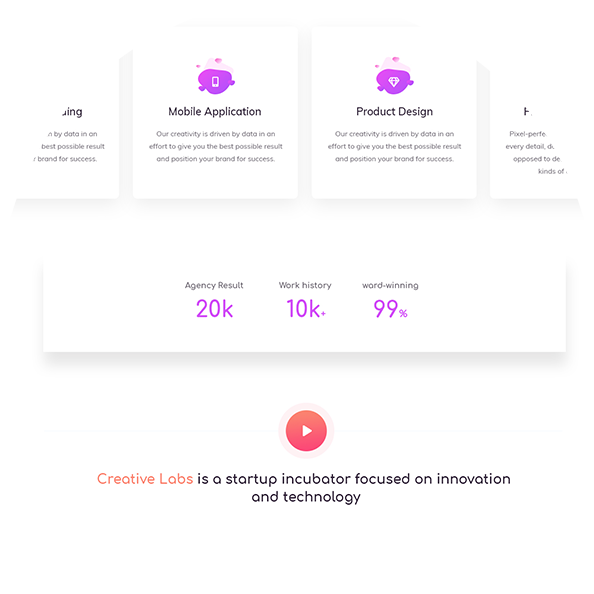 Mobile Application
Product Design
n by data in an
best possible result
brand for success.
Our creativity is driven by data in an
effort to give you the best possible result
and position your brand for success.
Our creativity is driven by data in an
effort to give you the best possible result
and position your brand for success.
every detail,
opposed to
kinds of
Agency Result
Work history
ward-winning
20k
10k+
99%
Creative Labs is a startup incubator focused on innovation
and technology